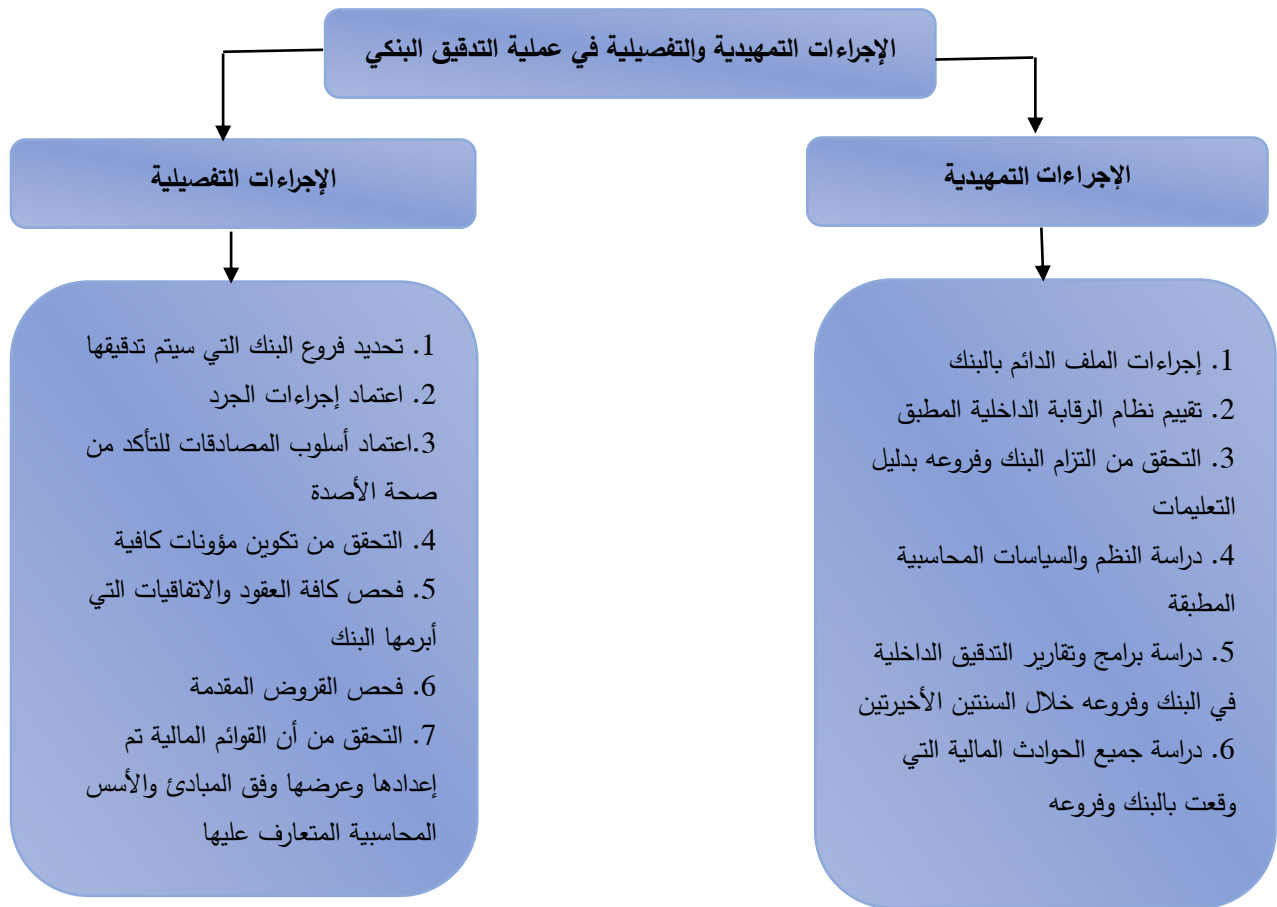 الإجراءات التمهيدية والتفصيلية في عملية التدقيق البنكي
الإجراءات التمهيدية
1. إجراءات الملف الدائم بالبنك
2. تقييم نظام الرقابة الداخلية المطبق
3. التحقق من التزام البنك وفروعه بدليل
التعليمات
4. دراسة النظم والسياسات المحاسبية
المطبقة
5. دراسة برامج وتقارير التدقيق الداخلية
في البنك وفروعه خلال السنتين الأخيرتين
6. دراسة جميع الحوادث المالية التي
وقعت بالبنك وفروعه
الإجراءات التفصيلية
1. تحديد فروع البنك التي سيتم تدقيقها
2. اعتماد إجراءات الجرد
3.اعتماد أسلوب المصادقات للتأكد من
صحة الأصدة
4. التحقق من تكوين مؤونات كافية
5. فحص كافة العقود والاتفاقيات التي
أبرمها البنك
6. فحص القروض المقدمة
7. التحقق من أن القوائم المالية تم
إعدادها وعرضها وفق المبادئ والأسس
المحاسبية المتعارف عليها